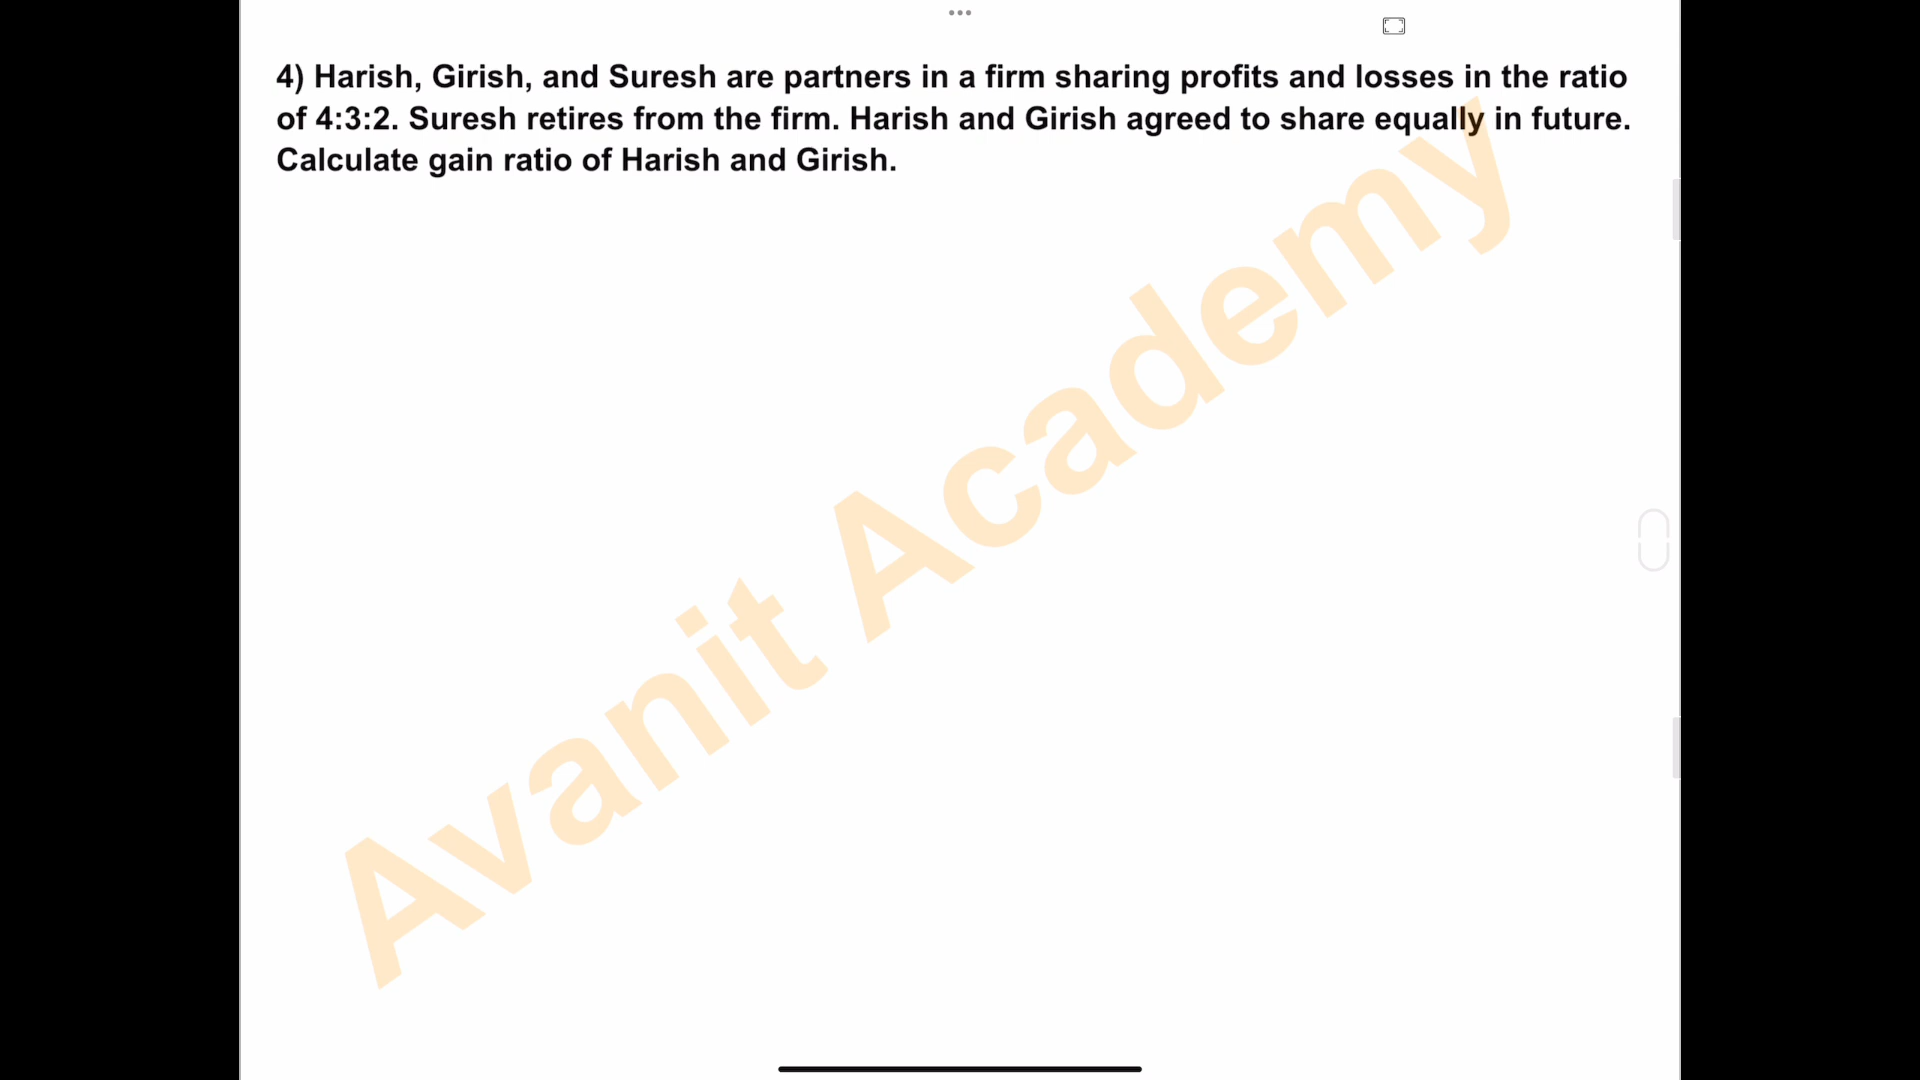 4) Harish, Girish, and Suresh are partners in a firm sharing profits and losses in the ratio
of 4:3:2. Suresh retires from the firm. Harish and Girish agreed to share equally in future.
Calculate gain ratio of Harish and Girish.
Avanit Academy